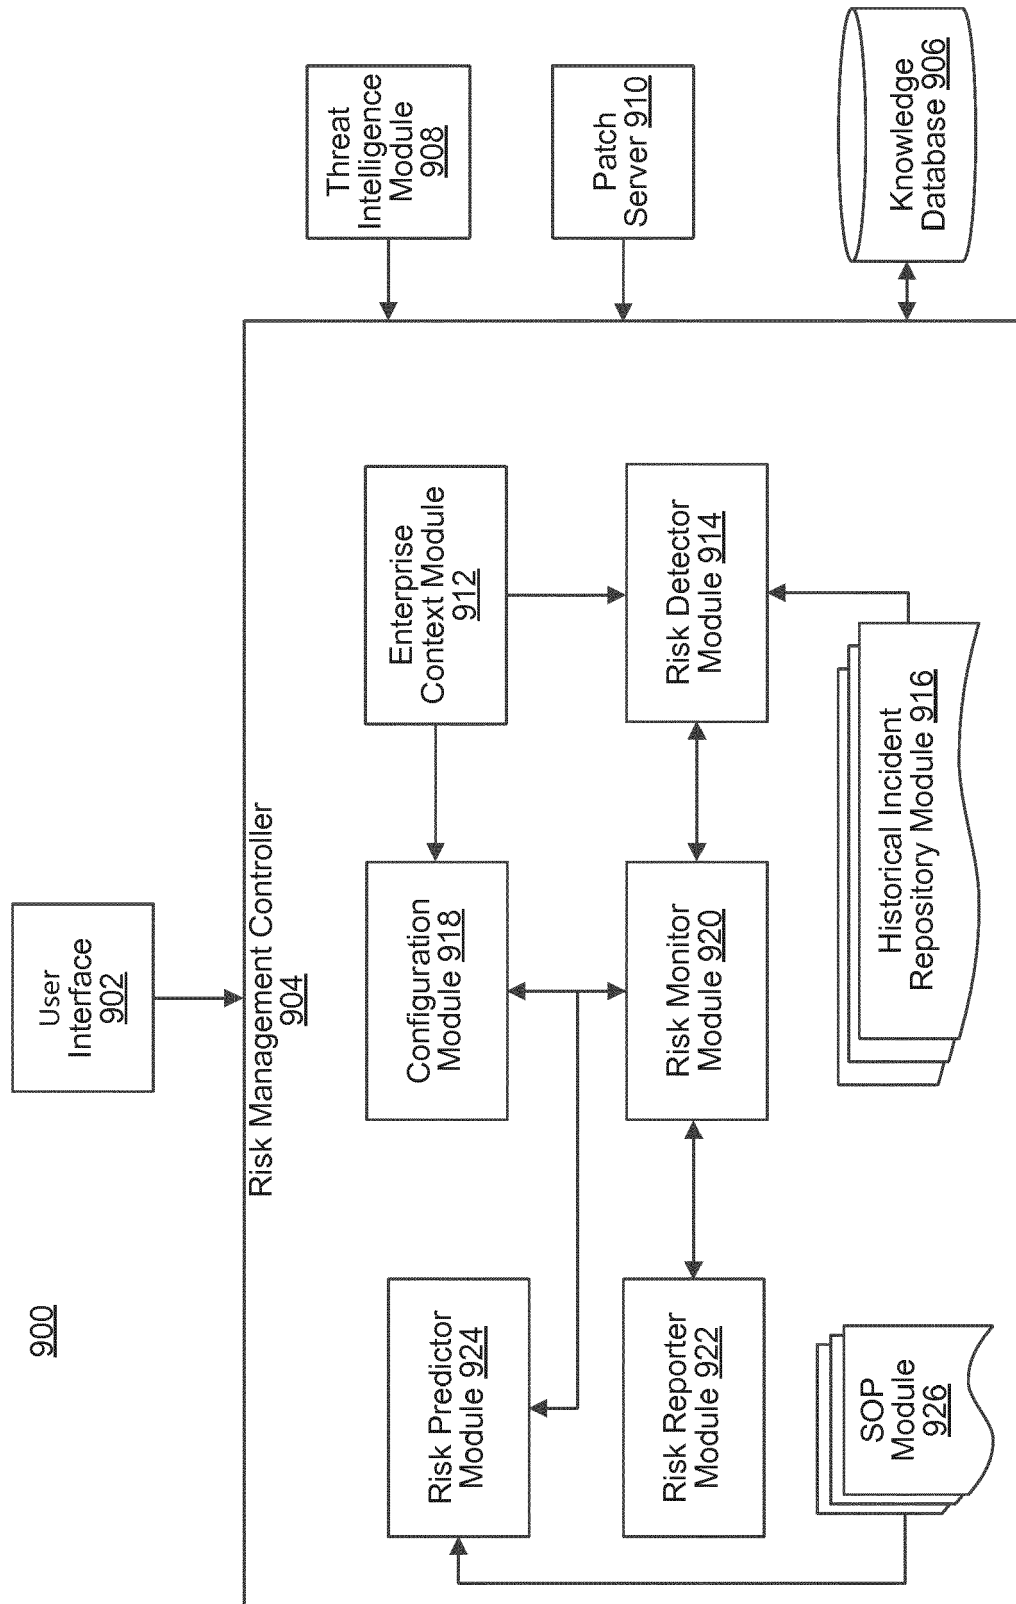 900
User
Interface
902
Risk Management Controller
904
Threat
Intelligence
Module
908
Patch
Server 910
Knowledge
Database 906
Risk Predictor
Module 924
Configuration
Module 918
Enterprise
Context Module
912
Risk Reporter
Module 922
Risk Monitor
Module 920
Risk Detector
Module 914
SOP
Module
926
Historical Incident
Repository Module 916